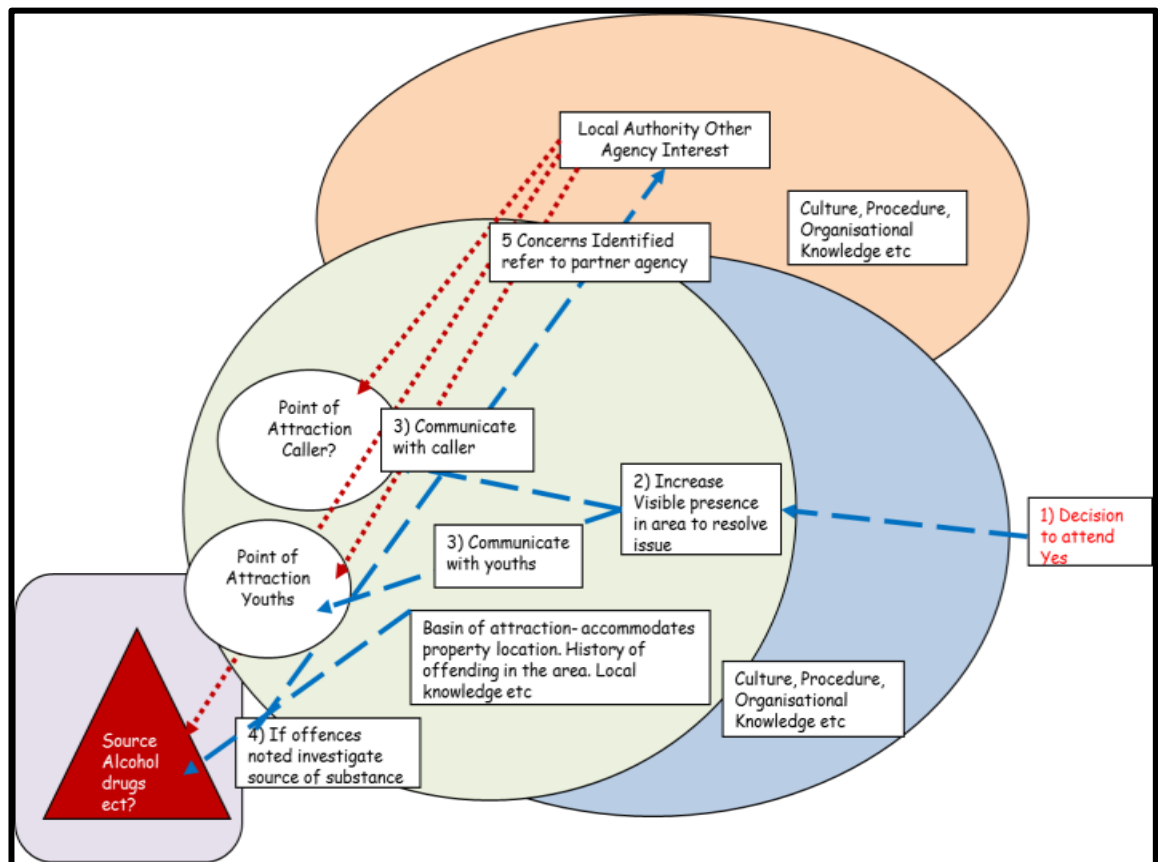 Local Authority Other
Agency Interest
Culture, Procedure,
Organisational
Knowledge etc
5 Concerns Identified
refer to partner agency
Point of
Attraction
Caller?
3) Communicate
with caller
2) Increase
Visible presence
in area to resolve
issue
1) Decision
to attend
Yes
3) Communicate
with youths
Point of
Attraction
Youths
Basin of attraction- accommodates
property location. History of
offending in the area. Local
knowledge etc
Culture, Procedure,
Organisational
Knowledge etc
4) If offences
noted investigate
source of substance
Source
Alcohol
drugs
ect?